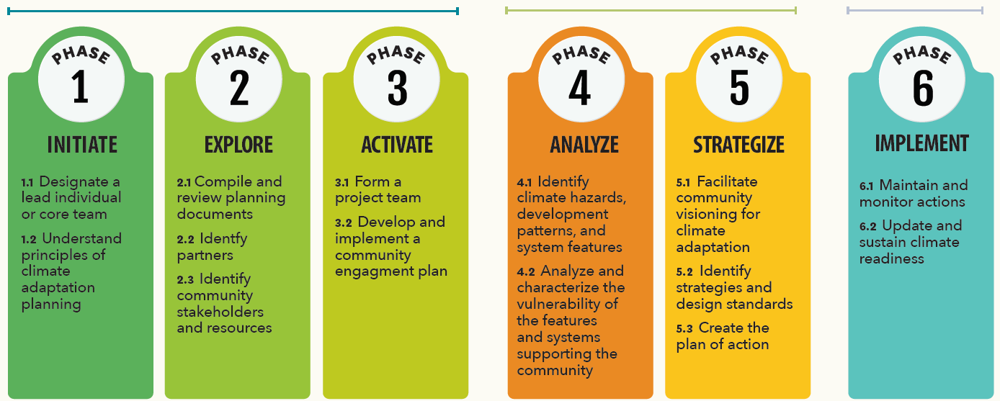 PHASE
1
INITIATE
1.1 Designate a
lead individual
or core team
1.2 Understand
principles of
climate
adaptation
planning
PHASE
2
EXPLORE
2.1 Compile and
review planning
documents
2.2 Identfy
partners
2.3 Identify
community
stakeholders
and resources
PHASE
3
ACTIVATE
3.1 Form a
project team
3.2 Develop and
implement a
community
engagment plan
PHASE
4
ANALYZE
4.1 Identify
climate hazards,
development
patterns, and
system features
4.2 Analyze and
characterize the
vulnerability of
the features
and systems
supporting the
community
PHASE
5
STRATEGIZE
5.1 Facilitate
community
visioning for
climate
adaptation
5.2 Identify
strategies and
design standards
5.3 Create the
plan of action
PHASE
6
IMPLEMENT
6.1 Maintain and
monitor actions
6.2 Update and
sustain climate
readiness